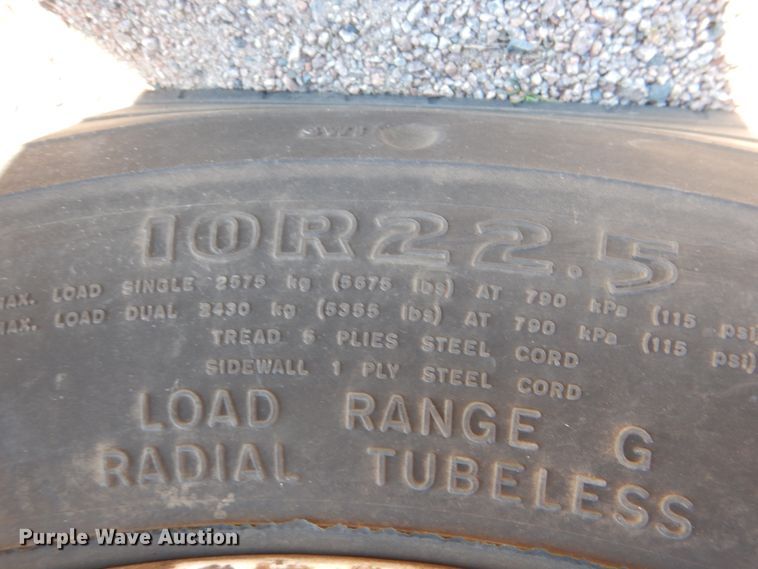 10R22.5
MAX. LOAD SINGLE 2575 kg (5675 lbs) AT 790 kPa (115 psi)
MAX. LOAD DUAL 2430 kg (5355 lbs) AT 790 kPa (115 psi)
TREAD 5 PLIES STEEL CORD
SIDEWALL 1 PLY STEEL CORD
LOAD RANGE G
RADIAL TUBELESS
Purple Wave Auction